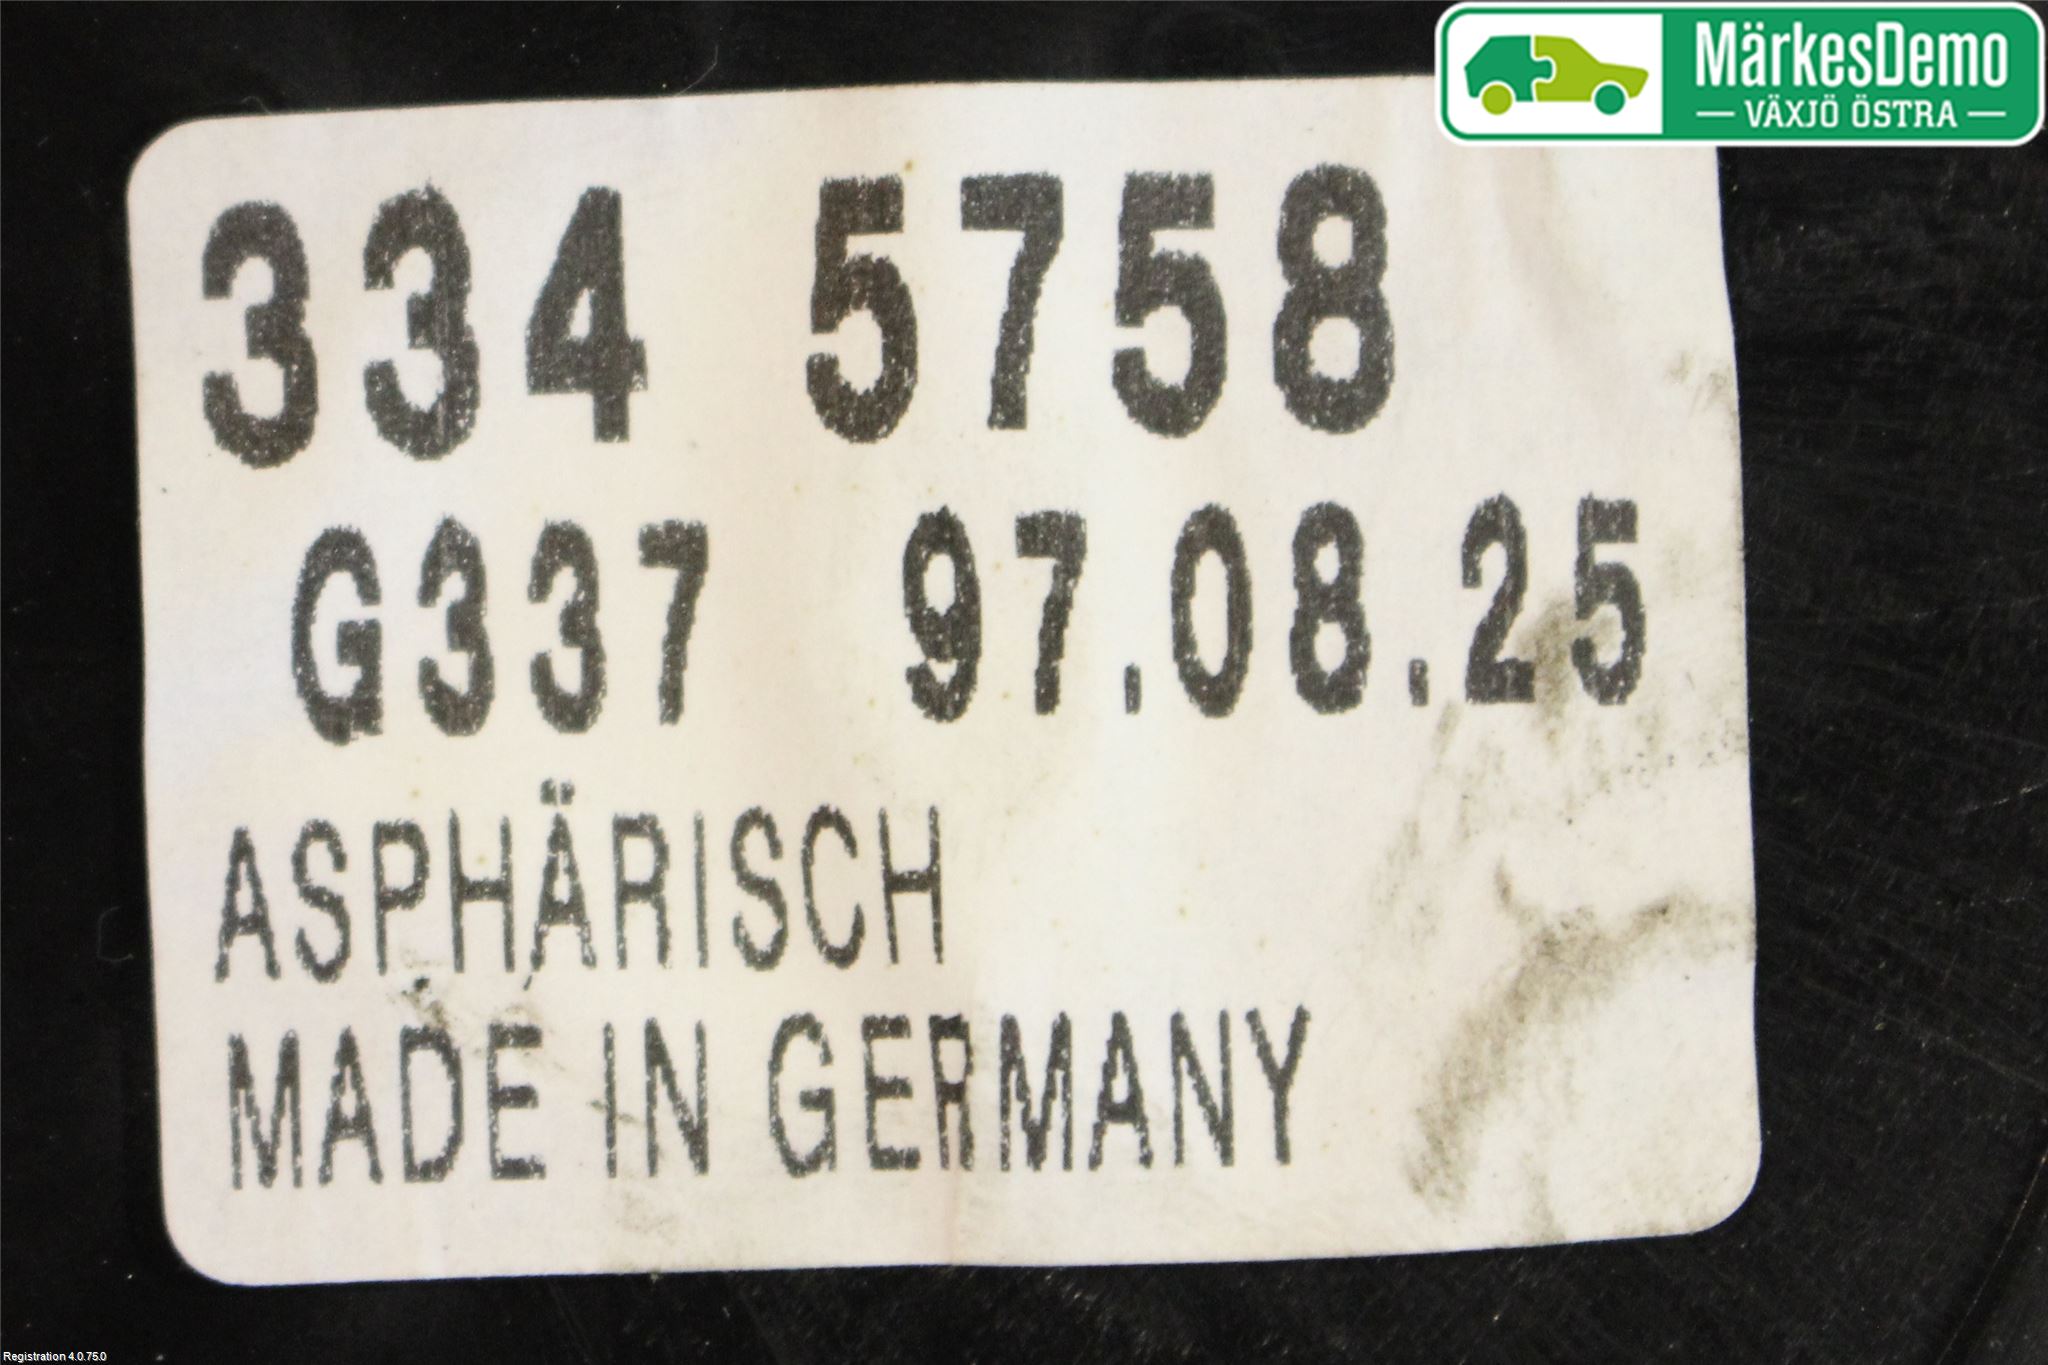 MärkesDemo
VÄXJÖ ÖSTRA
334 5758
G337 97.08.25
ASPHÄRISCH
MADE IN GERMANY
Registration 4.0.75.0